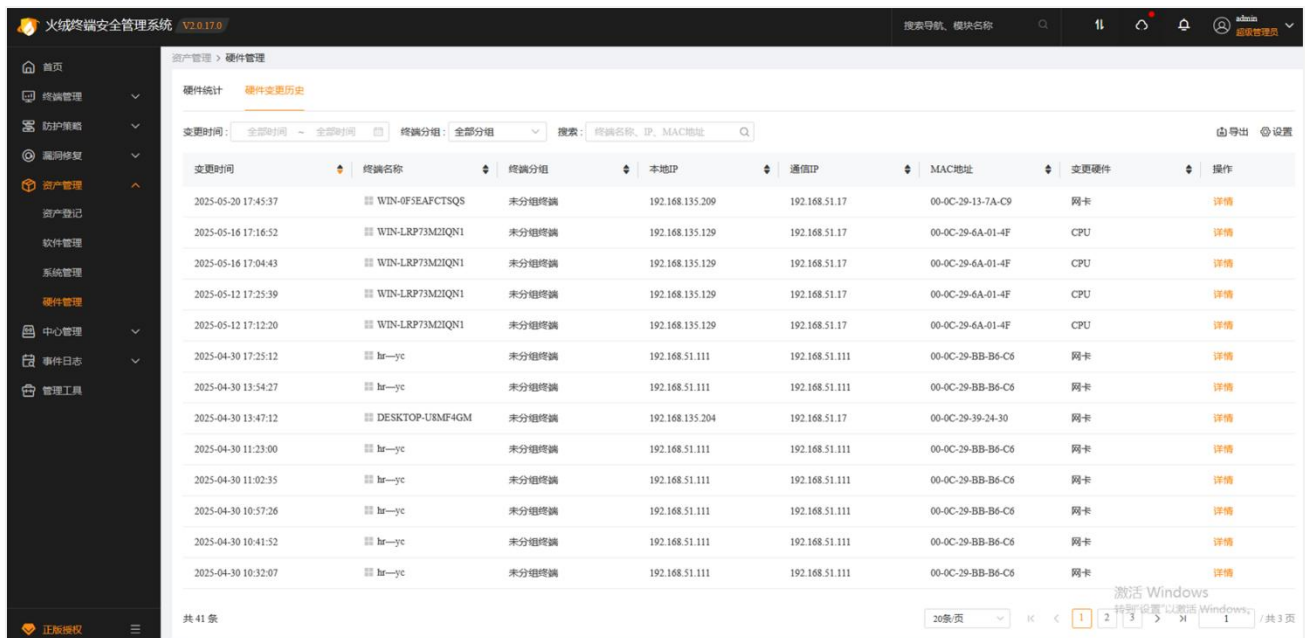 火绒终端安全管理系统 V2.0.17.0 搜索导航、模块名称 admin
超级管理员
首页
终端管理
防护策略
漏洞修复
资产管理
资产登记
软件管理
系统管理
硬件管理
中心管理
事件日志
管理工具
正版授权
资产管理 > 硬件管理
硬件统计 硬件变更历史
变更时间: 全部时间 ~ 全部时间 终端分组: 全部分组 搜索: 终端名称、IP、MAC地址 导出 设置
变更时间 终端名称 终端分组 本地IP 通信IP MAC地址 变更硬件 操作
2025-05-20 17:45:37 WIN-0F5EAFCTSQS 未分组终端 192.168.135.209 192.168.51.17 00-0C-29-13-7A-C9 网卡 详情
2025-05-16 17:16:52 WIN-LRP73M2IQN1 未分组终端 192.168.135.129 192.168.51.17 00-0C-29-6A-01-4F CPU 详情
2025-05-16 17:04:43 WIN-LRP73M2IQN1 未分组终端 192.168.135.129 192.168.51.17 00-0C-29-6A-01-4F CPU 详情
2025-05-12 17:25:39 WIN-LRP73M2IQN1 未分组终端 192.168.135.129 192.168.51.17 00-0C-29-6A-01-4F CPU 详情
2025-05-12 17:12:20 WIN-LRP73M2IQN1 未分组终端 192.168.135.129 192.168.51.17 00-0C-29-6A-01-4F CPU 详情
2025-04-30 17:25:12 hr—yc 未分组终端 192.168.51.111 192.168.51.111 00-0C-29-BB-B6-C6 网卡 详情
2025-04-30 13:54:27 hr—yc 未分组终端 192.168.51.111 192.168.51.111 00-0C-29-BB-B6-C6 网卡 详情
2025-04-30 13:47:12 DESKTOP-U8MF4GM 未分组终端 192.168.135.204 192.168.51.17 00-0C-29-39-24-30 网卡 详情
2025-04-30 11:23:00 hr—yc 未分组终端 192.168.51.111 192.168.51.111 00-0C-29-BB-B6-C6 网卡 详情
2025-04-30 11:02:35 hr—yc 未分组终端 192.168.51.111 192.168.51.111 00-0C-29-BB-B6-C6 网卡 详情
2025-04-30 10:57:26 hr—yc 未分组终端 192.168.51.111 192.168.51.111 00-0C-29-BB-B6-C6 网卡 详情
2025-04-30 10:41:52 hr—yc 未分组终端 192.168.51.111 192.168.51.111 00-0C-29-BB-B6-C6 网卡 详情
2025-04-30 10:32:07 hr—yc 未分组终端 192.168.51.111 192.168.51.111 00-0C-29-BB-B6-C6 网卡 详情
激活 Windows
转到"设置"以激活 Windows。
共 41 条 20条/页 1 2 3 1 / 共 3 页